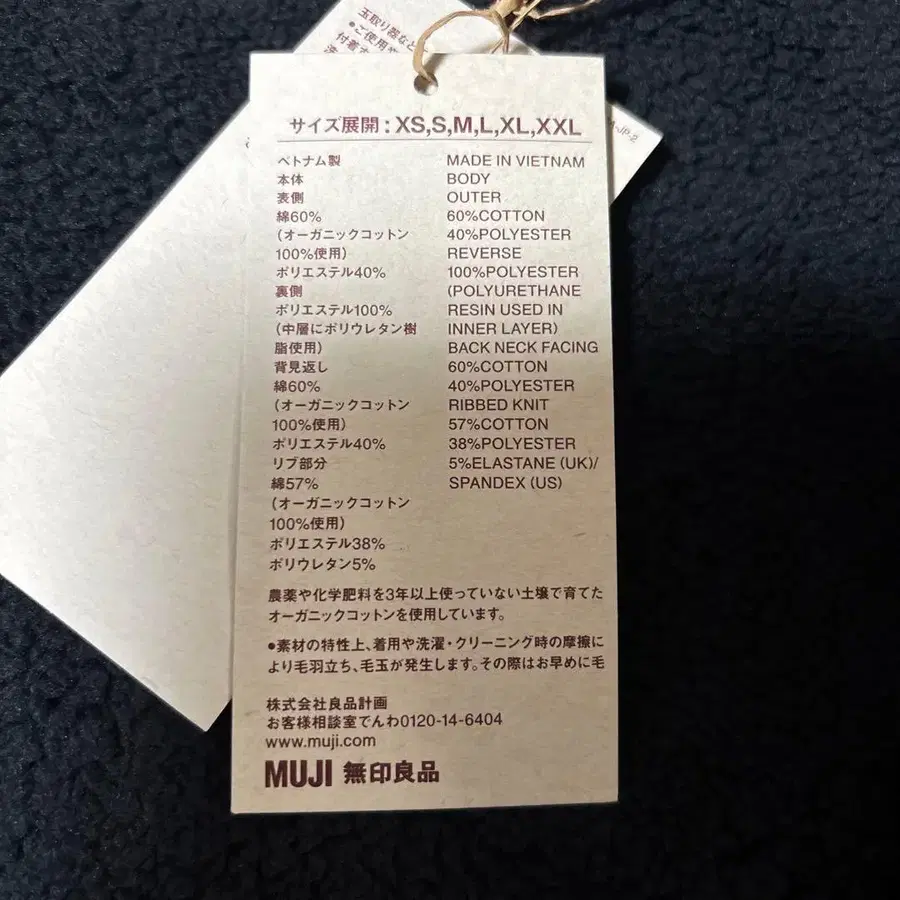 玉取り器など
●ご使用や
付着す
サイズ展開:XS,S,M,L,XL,XXL
ベトナム製
本体
表側
綿60%
(オーガニックコットン
100%使用)
ポリエステル40%
裏側
ポリエステル100%
(中層にポリウレタン樹
脂使用)
背見返し
綿60%
(オーガニックコットン
100%使用)
ポリエステル40%
リブ部分
綿57%
(オーガニックコットン
100%使用)
ポリエステル38%
ポリウレタン5%
MADE IN VIETNAM
BODY
OUTER
60%COTTON
40%POLYESTER
REVERSE
100%POLYESTER
(POLYURETHANE
RESIN USED IN
INNER LAYER)
BACK NECK FACING
60%COTTON
40%POLYESTER
RIBBED KNIT
57%COTTON
38%POLYESTER
5%ELASTANE (UK)/
SPANDEX (US)
農薬や化学肥料を3年以上使っていない土壌で育てた
オーガニックコットンを使用しています。
●素材の特性上、着用や洗濯・クリーニング時の摩擦に
より毛羽立ち、毛玉が発生します。その際はお早めに毛
株式会社良品計画
お客様相談室でんわ0120-14-6404
www.muji.com
MUJI 無印良品